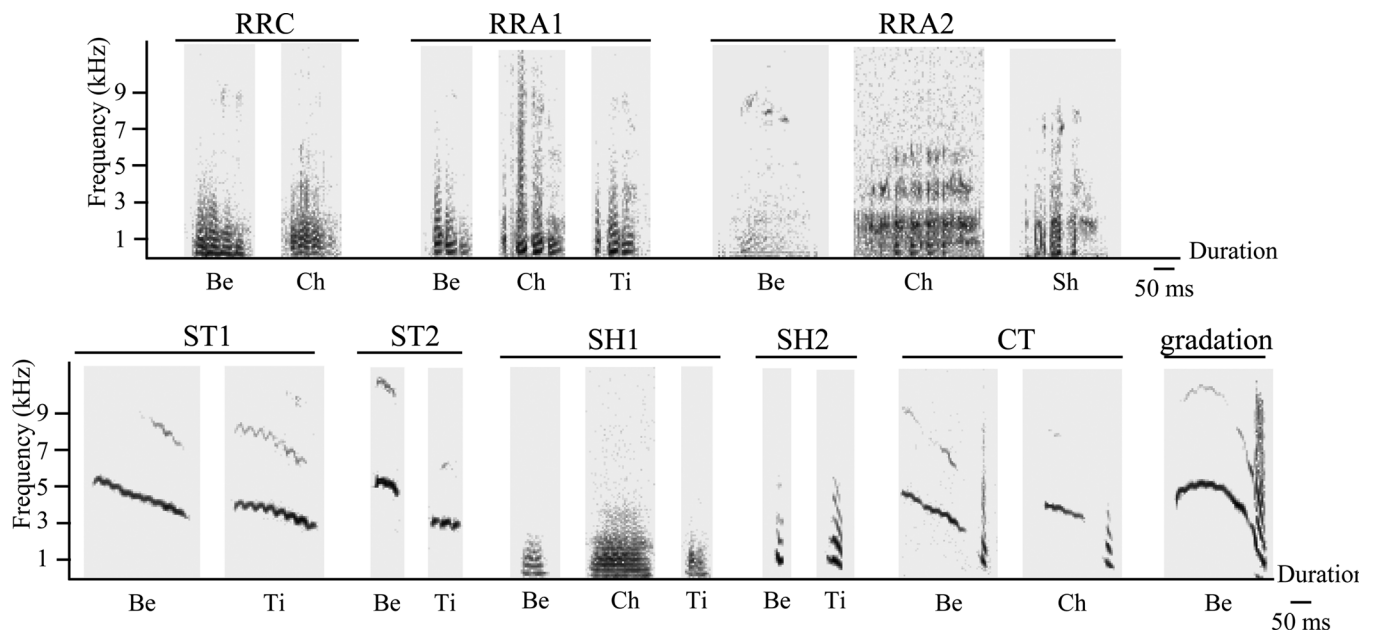 RRC RRA1 RRA2
Frequency (kHz)
9
7
5
3
1
Duration
Be Ch Be Ch Ti Be Ch Sh
50 ms
ST1 ST2 SH1 SH2 CT gradation
Frequency (kHz)
9
7
5
3
1
Duration
Be Ti Be Ti Be Ch Ti Be Ti Be Ch Be
50 ms